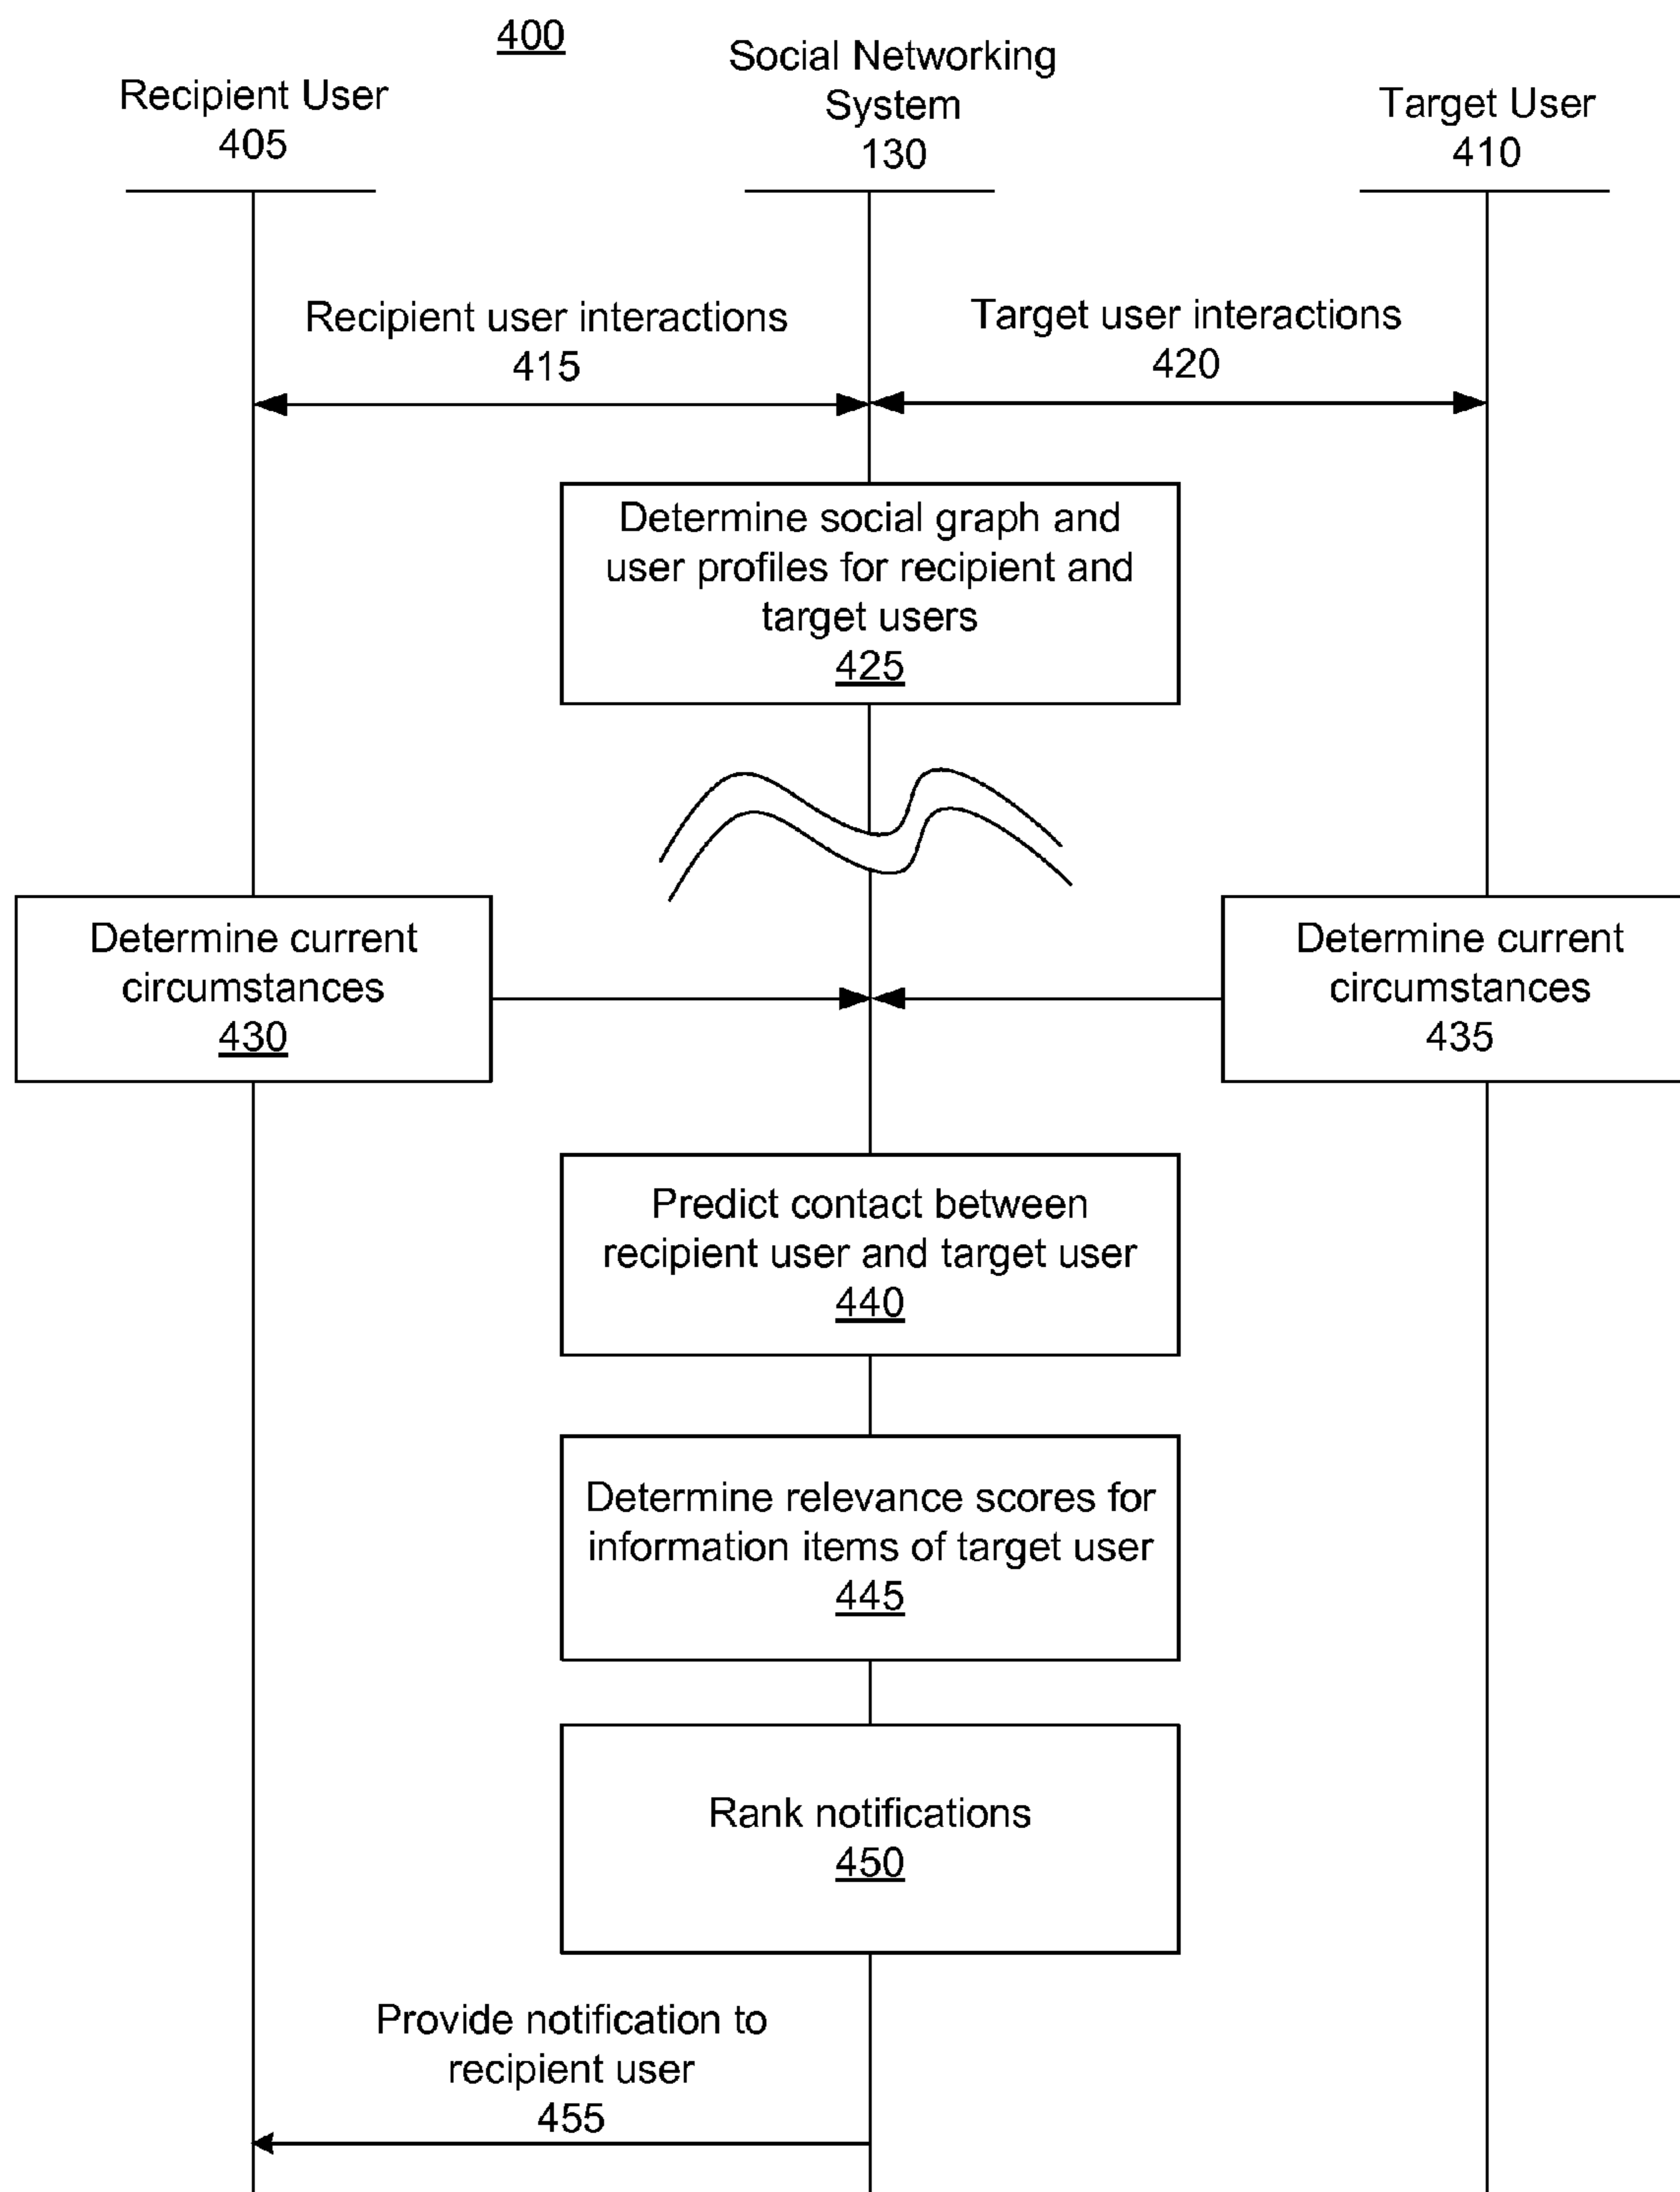 400
Recipient User
405
Social Networking
System
130
Target User
410
Recipient user interactions
415
Target user interactions
420
Determine social graph and
user profiles for recipient and
target users
425
Determine current
circumstances
430
Determine current
circumstances
435
Predict contact between
recipient user and target user
440
Determine relevance scores for
information items of target user
445
Rank notifications
450
Provide notification to
recipient user
455